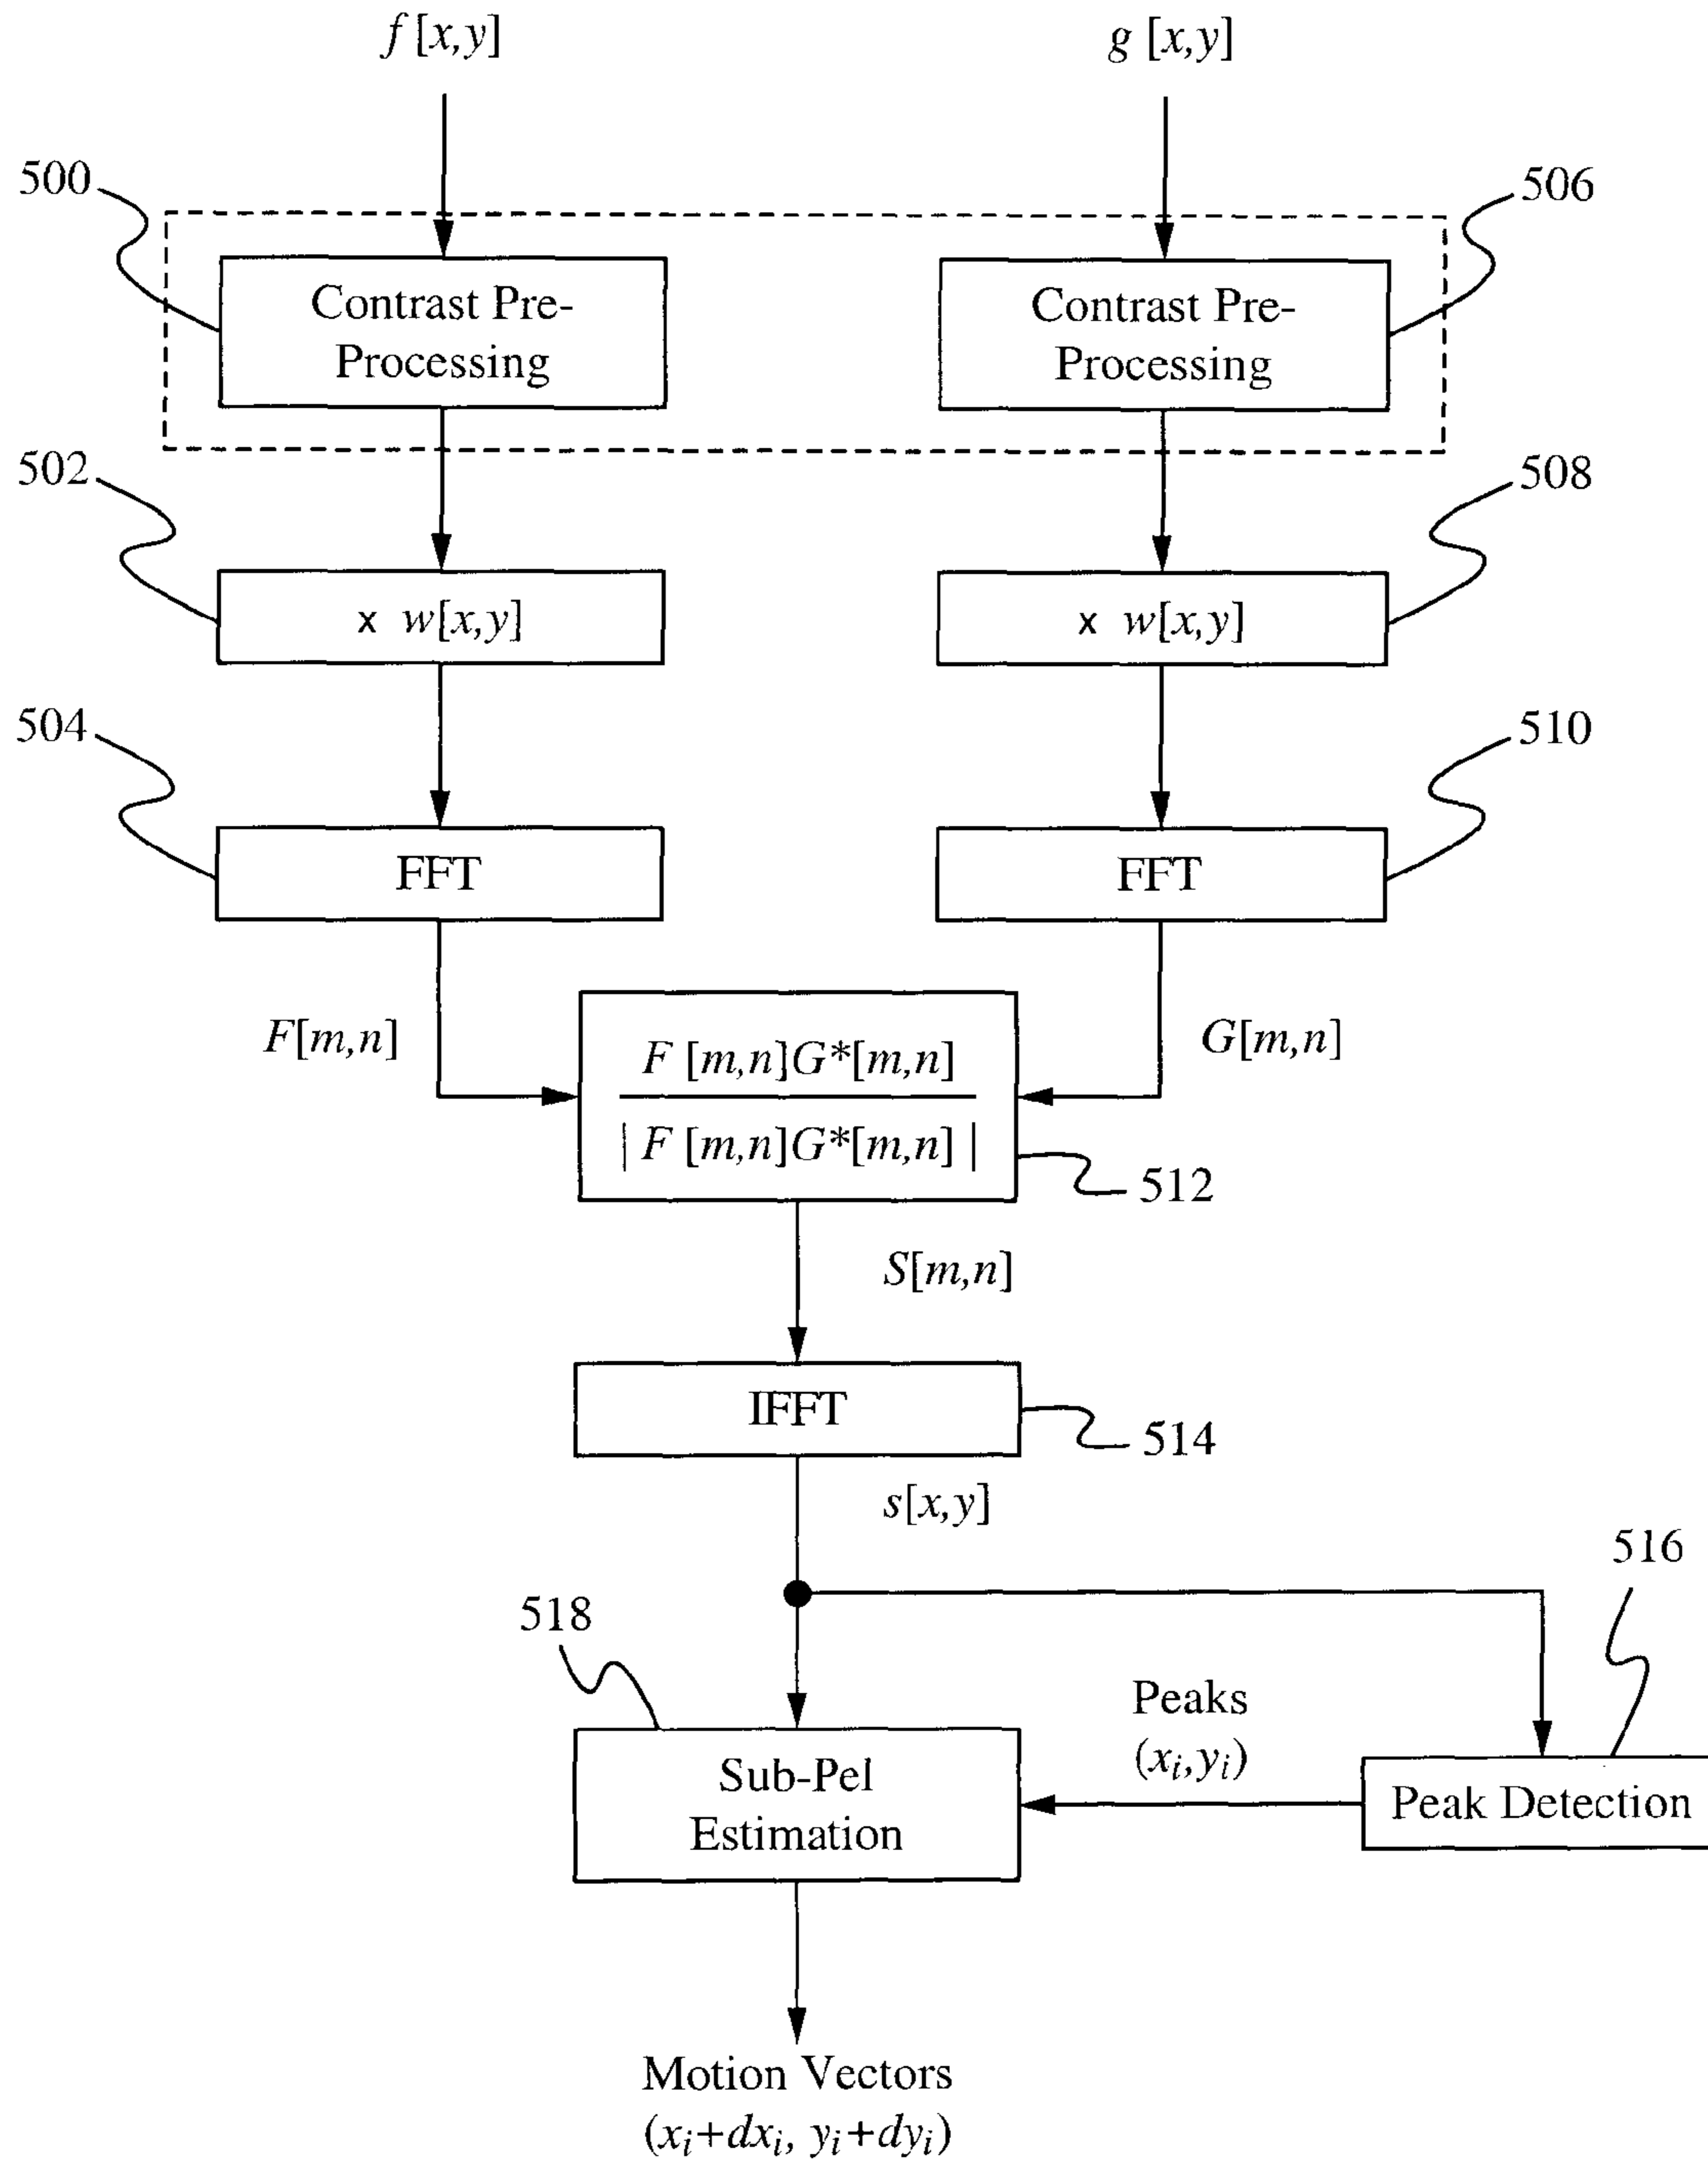 f [x,y]
g [x,y]
500
506
Contrast Pre-
Processing
Contrast Pre-
Processing
502
508
x w[x,y]
x w[x,y]
504
510
FFT
FFT
F[m,n]
G[m,n]
F [m,n]G*[m,n]
| F [m,n]G*[m,n] |
512
S[m,n]
IFFT
514
s[x,y]
516
518
Peaks
(xᵢ,yᵢ)
Sub-Pel
Estimation
Peak Detection
Motion Vectors
(xᵢ+dxᵢ, yᵢ+dyᵢ)